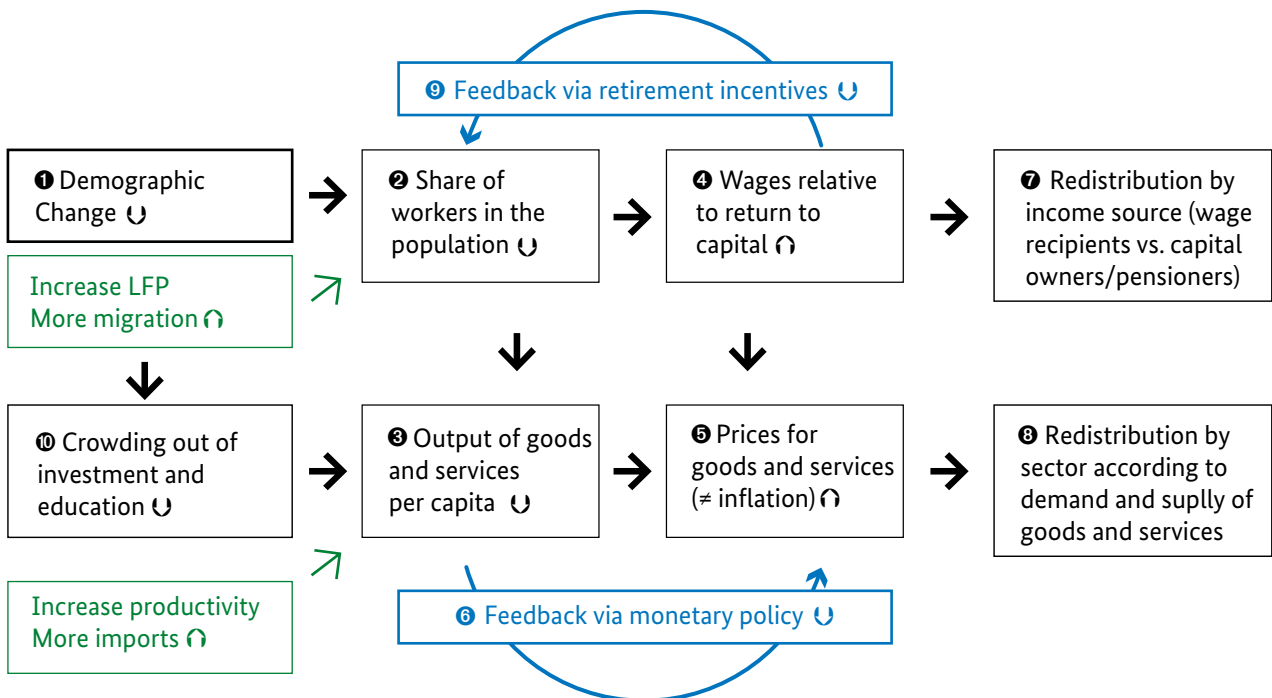 ❾ Feedback via retirement incentives
❶ Demographic
Change
❷ Share of
workers in the
population
❹ Wages relative
to return to
capital
❼ Redistribution by
income source (wage
recipients vs. capital
owners/pensioners)
Increase LFP
More migration
❿ Crowding out of
investment and
education
❸ Output of goods
and services
per capita
❺ Prices for
goods and services
(≠ inflation)
❽ Redistribution by
sector according to
demand and suplly of
goods and services
Increase productivity
More imports
❻ Feedback via monetary policy